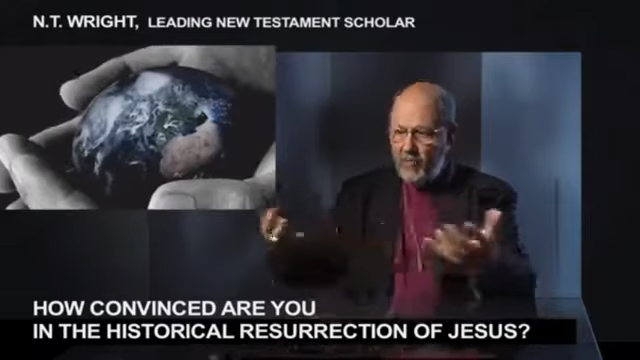 N.T. WRIGHT, LEADING NEW TESTAMENT SCHOLAR
HOW CONVINCED ARE YOU
IN THE HISTORICAL RESURRECTION OF JESUS?